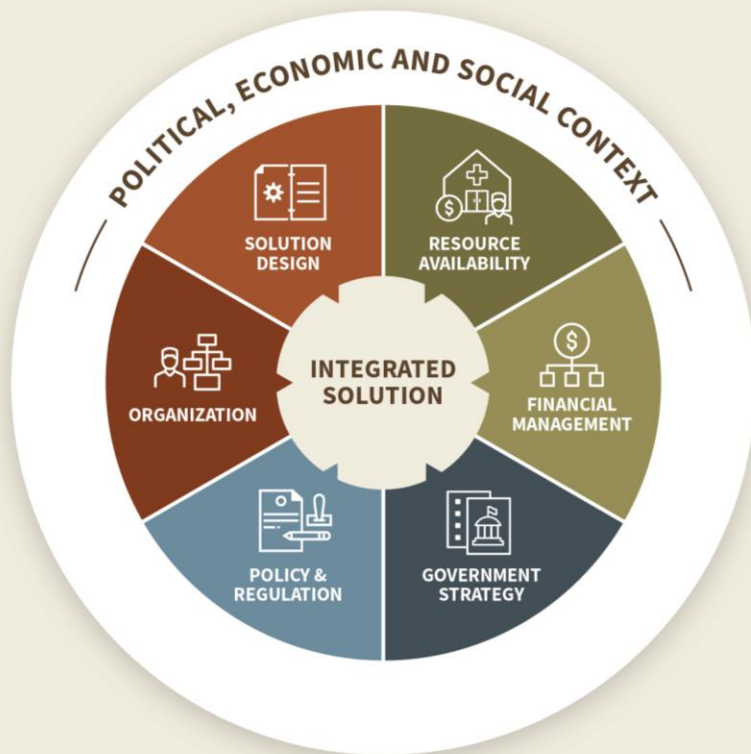 POLITICAL, ECONOMIC AND SOCIAL CONTEXT
SOLUTION
DESIGN
RESOURCE
AVAILABILITY
$
ORGANIZATION
INTEGRATED
SOLUTION
$
FINANCIAL
MANAGEMENT
POLICY &
REGULATION
GOVERNMENT
STRATEGY